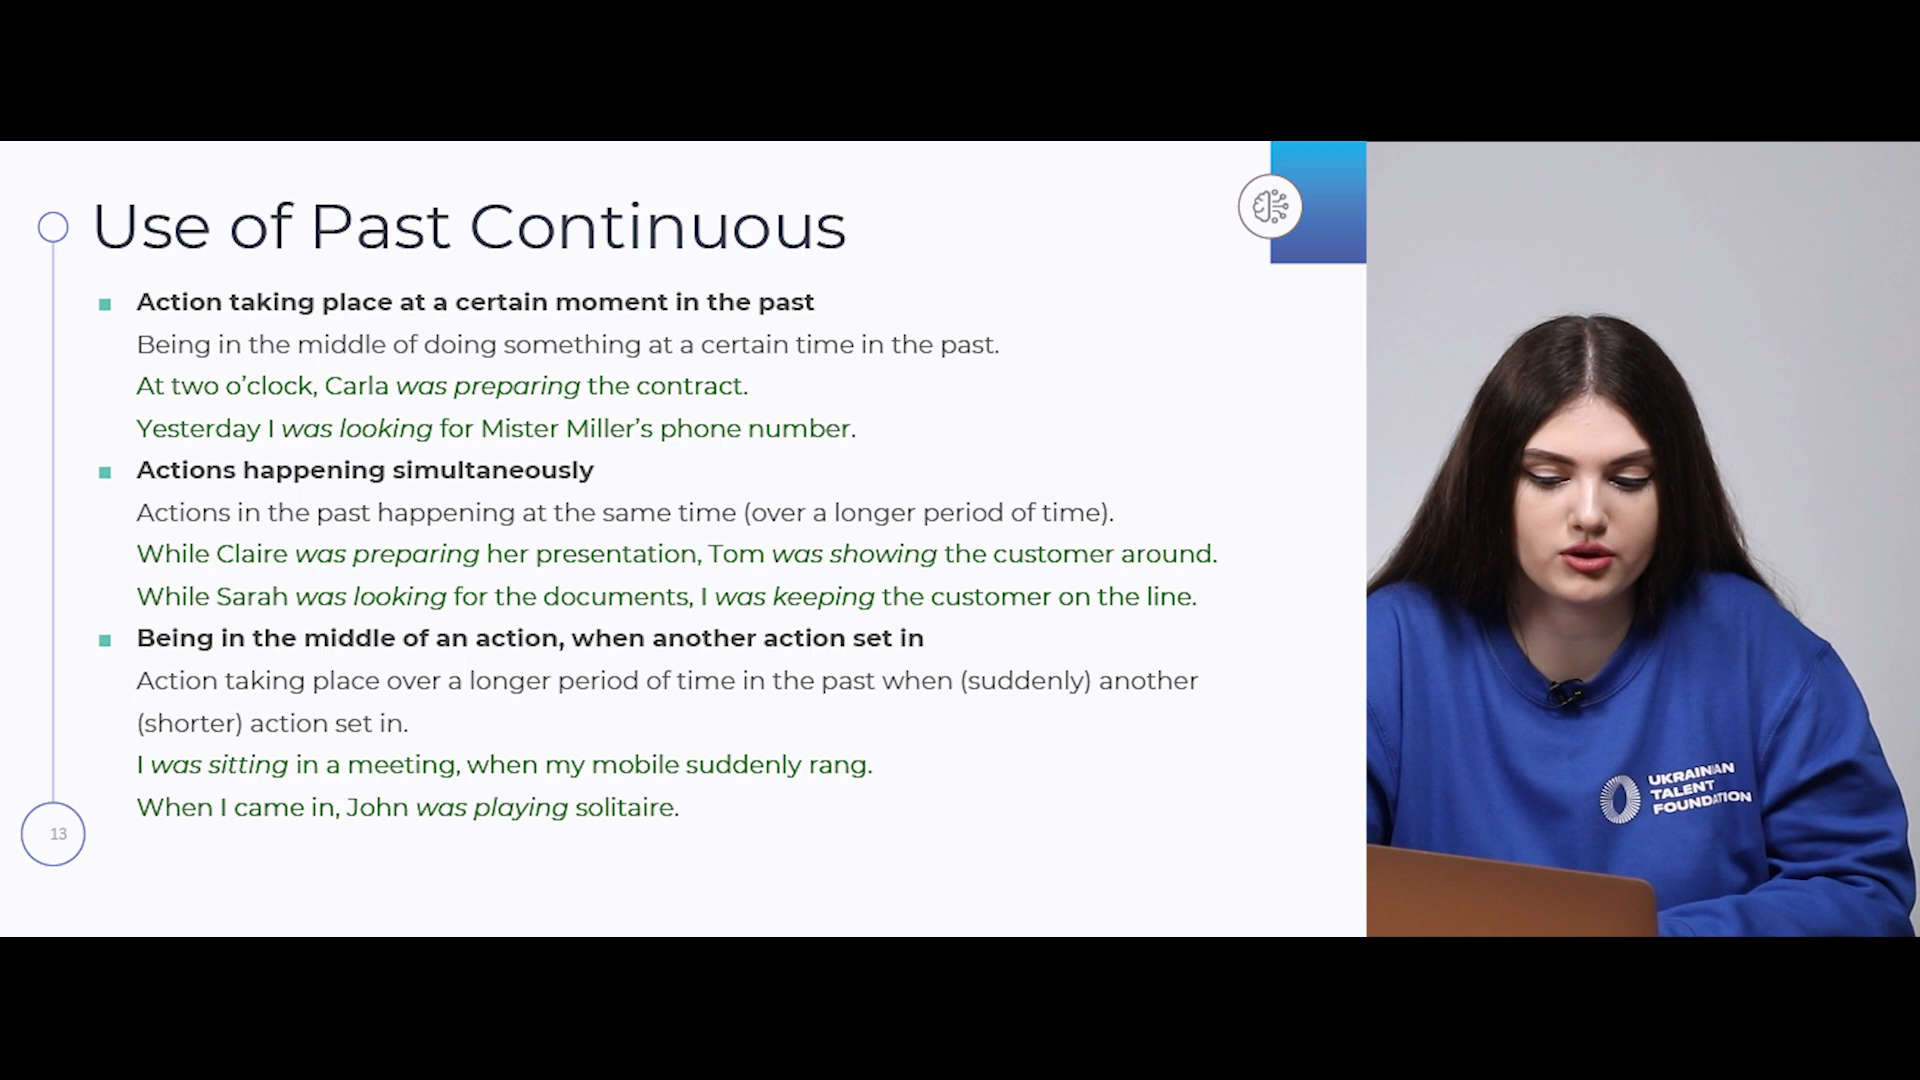 Use of Past Continuous
Action taking place at a certain moment in the past
Being in the middle of doing something at a certain time in the past.
At two o’clock, Carla was preparing the contract.
Yesterday I was looking for Mister Miller’s phone number.
Actions happening simultaneously
Actions in the past happening at the same time (over a longer period of time).
While Claire was preparing her presentation, Tom was showing the customer around.
While Sarah was looking for the documents, I was keeping the customer on the line.
Being in the middle of an action, when another action set in
Action taking place over a longer period of time in the past when (suddenly) another
(shorter) action set in.
I was sitting in a meeting, when my mobile suddenly rang.
When I came in, John was playing solitaire.
13
UKRAINIAN
TALENT
FOUNDATION